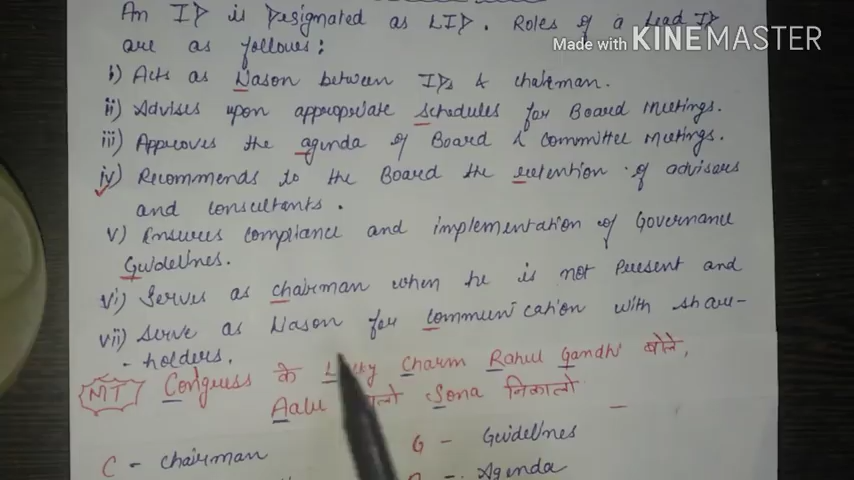 An ID is Designated as LID. Roles of a Lead ID
are as follows:
Made with KINEMASTER
i) Acts as Liason between IDs & chairman.
ii) Advises upon appropriate schedules for Board Meetings.
iii) Approves the agenda of Board & Committee Meetings.
iv) Recommends to the Board the retention of advisors
and consultants.
v) Ensures compliance and implementation of Governance
Guidelines.
vi) Serves as chairman when he is not Present and
vii) Serve as Liason for communication with share-
-holders.
MT Congress के Charm Rahul Gandhi बोले,
Aalu Sona निकालो
C - Chairman
G - Guidelines
- Agenda